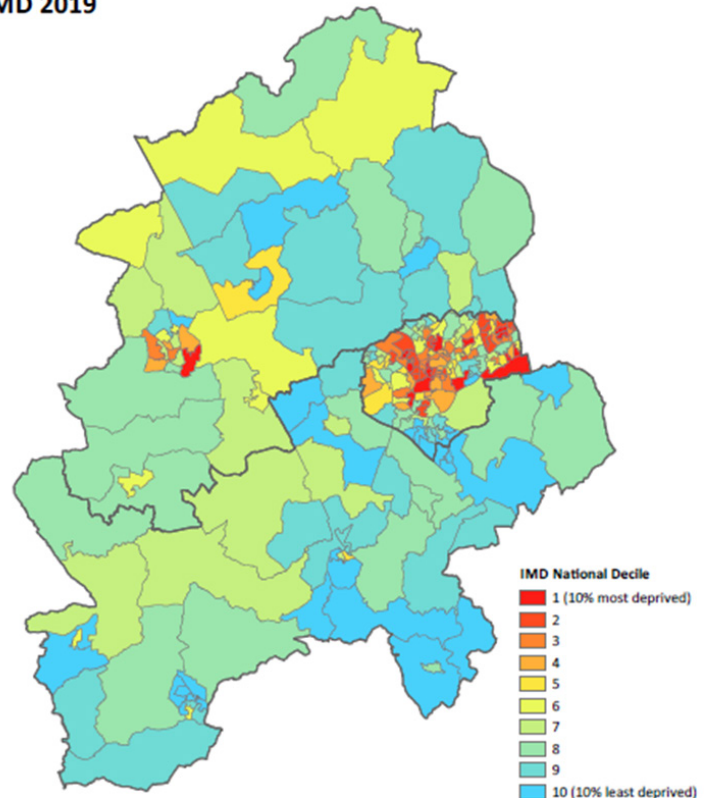 MD 2019
IMD National Decile
1 (10% most deprived)
2
3
4
5
6
7
8
9
10 (10% least deprived)